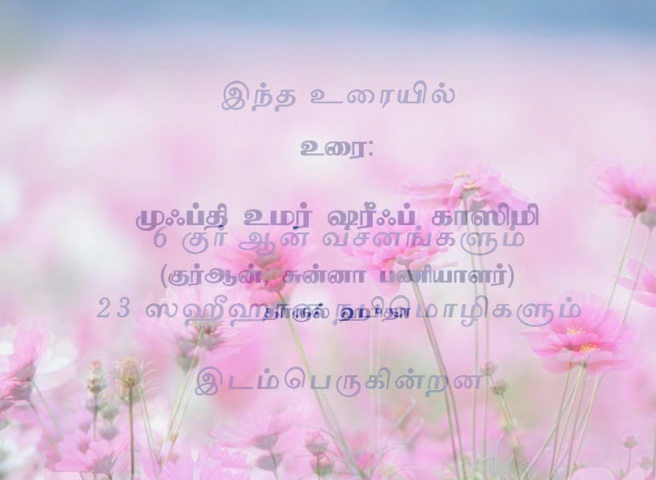 இந்த உரையில்
உரை:
முஃப்தி உமர் ஷரீஃப் காஸிமி
6 குர்ஆன் வசனங்களும்
(குர்ஆன், சுன்னா பணியாளர்)
23 ஸஹீஹான நபிமொழிகளும்
தாருல் ஹுதா
இடம்பெருகின்றன